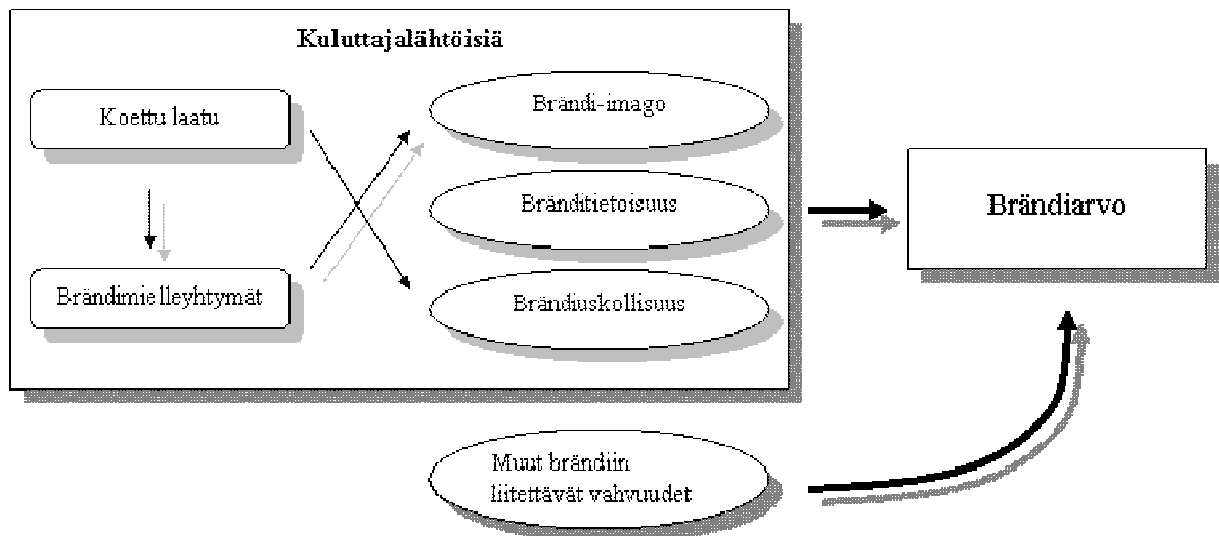 Kuluttajalähtöisiä
Koettu laatu
Brändimielleyhtymät
Brändi-imago
Bränditietoisuus
Brändiuskollisuus
Brändiarvo
Muut brändiin
liitettävät vahvuudet